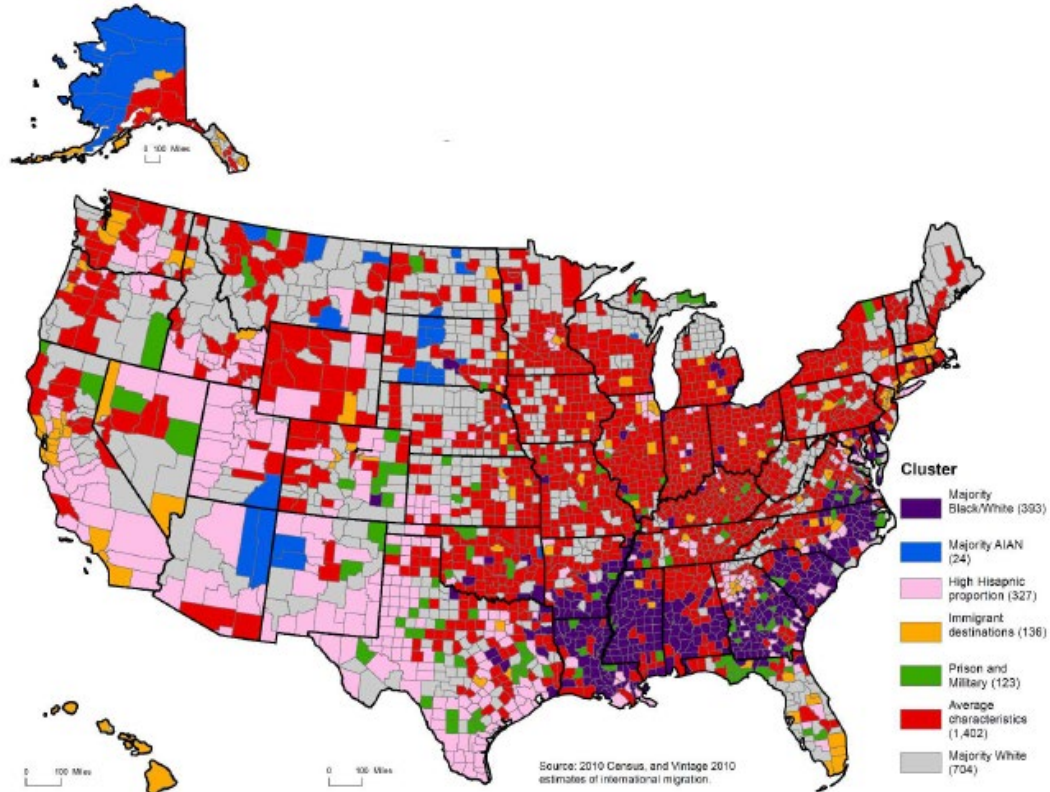 0 100 Miles
Cluster
Majority
Black/White (393)
Majority AIAN
(24)
High Hisapnic
proportion (327)
Immigrant
destinations (136)
Prison and
Military (123)
Average
characteristics
(1,402)
Majority White
(704)
0 100 Miles
0 100 Miles
Source: 2010 Census, and Vintage 2010
estimates of international migration.